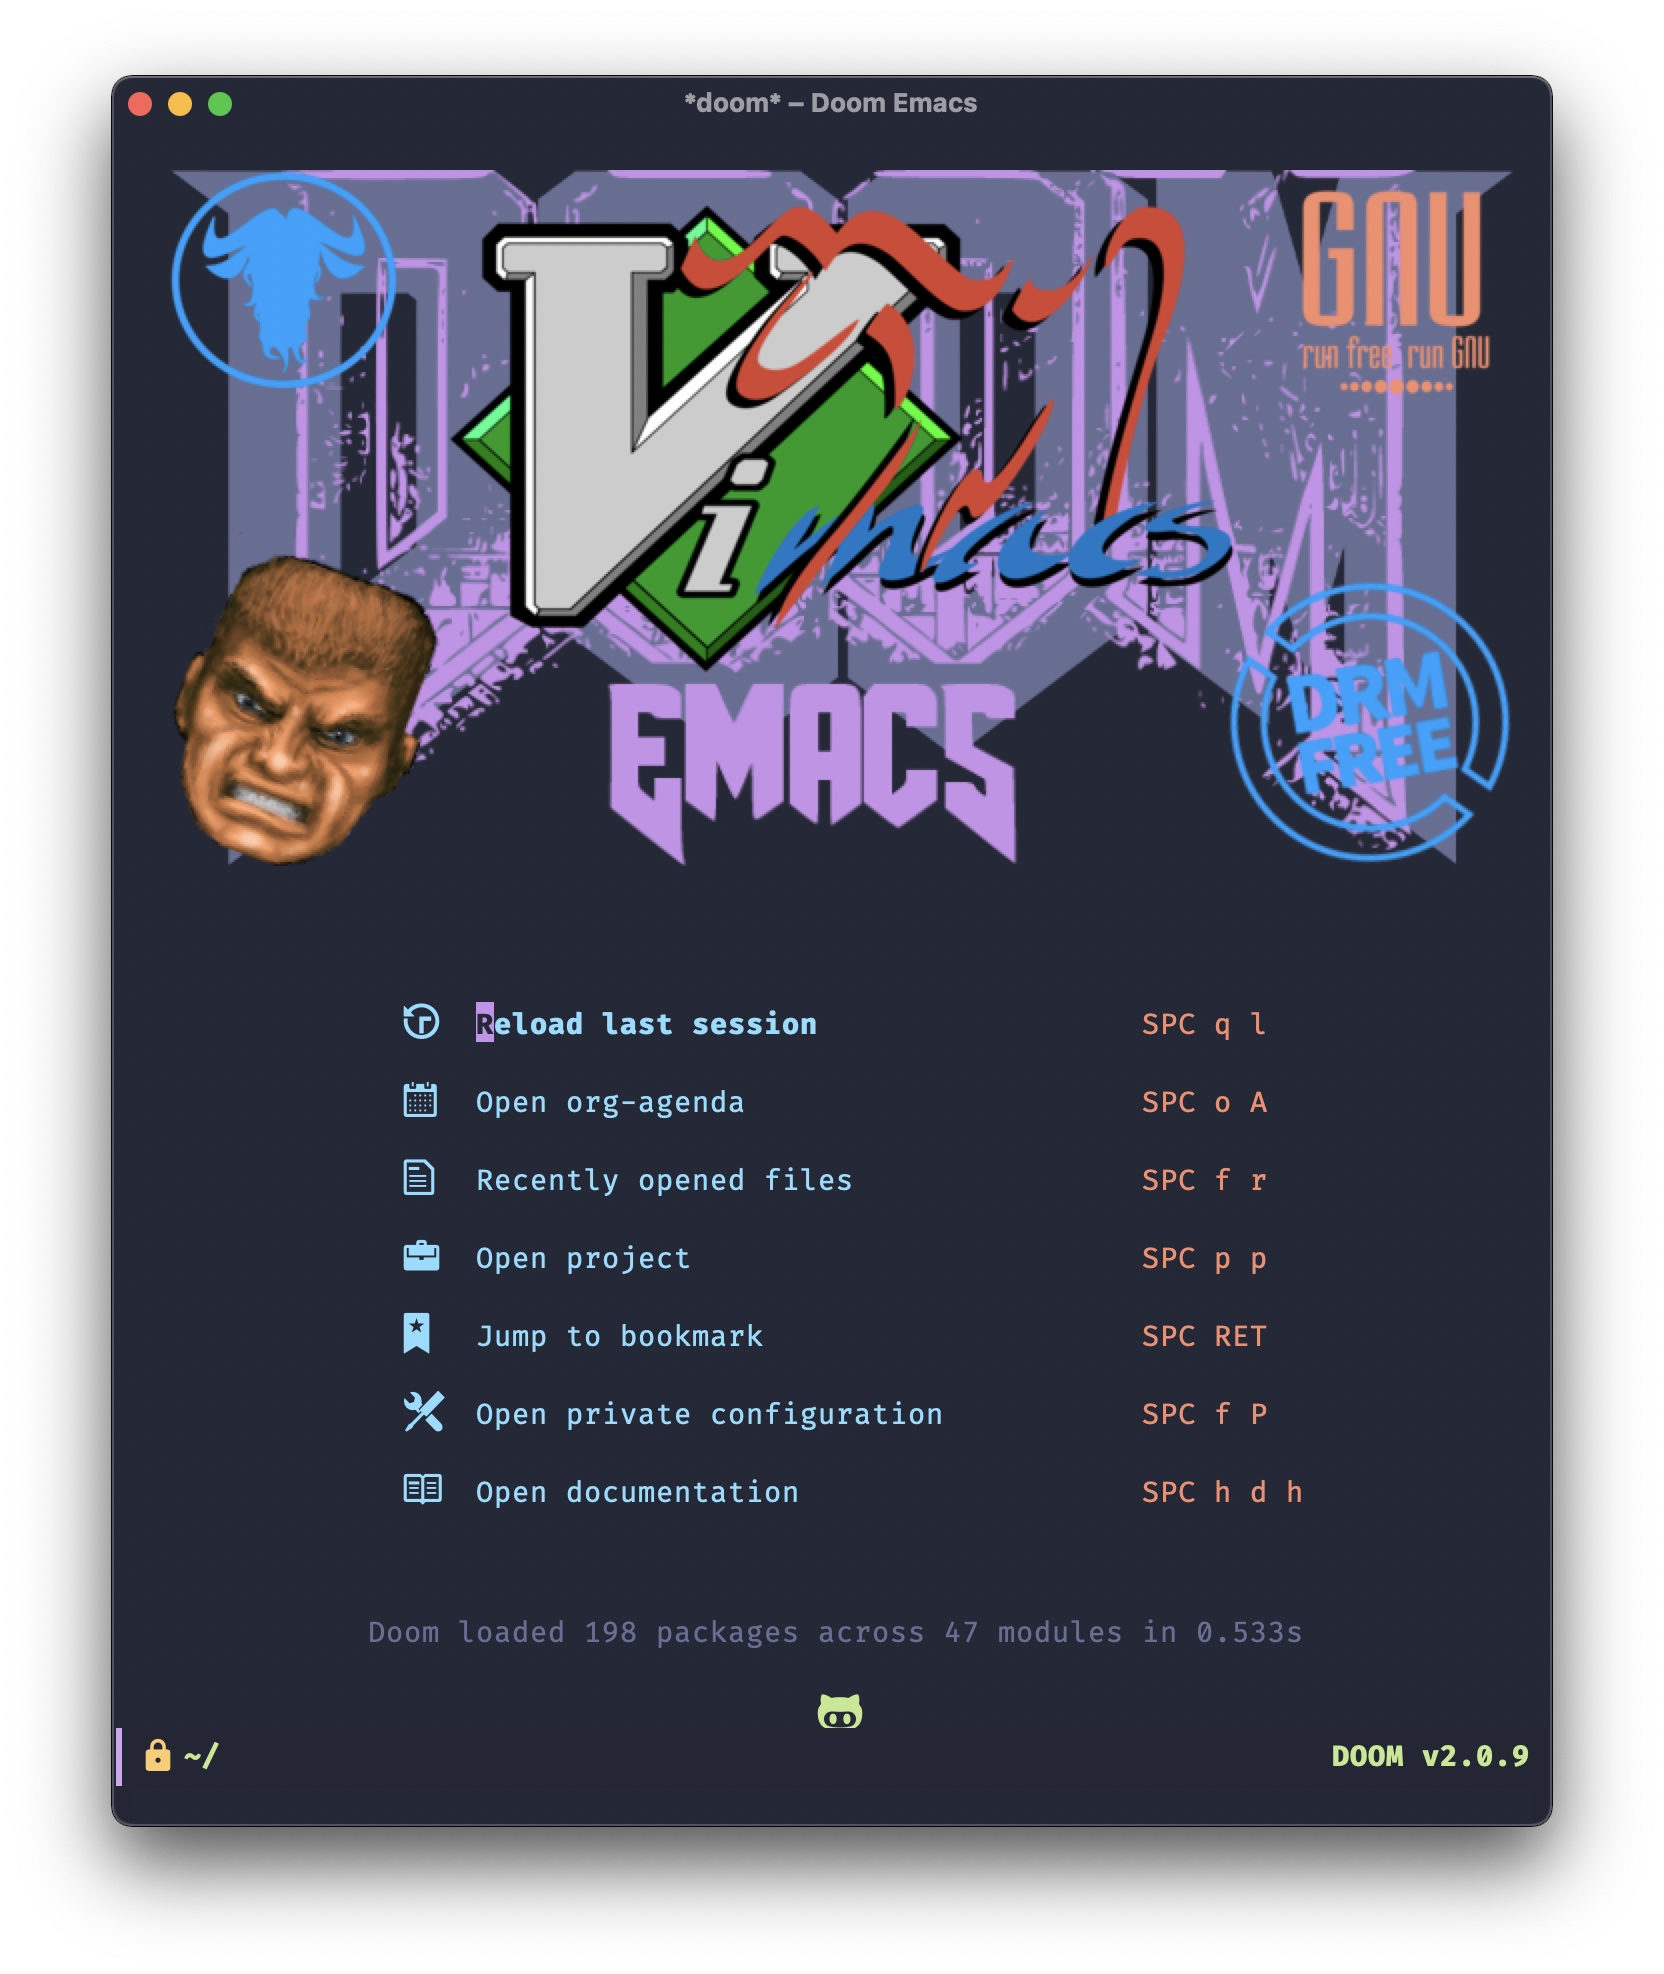 *doom* – Doom Emacs
DOOM
GNU
run free run GNU
Vimacs
DRM
FREE
EMACS
Reload last session SPC q l
Open org-agenda SPC o A
Recently opened files SPC f r
Open project SPC p p
Jump to bookmark SPC RET
Open private configuration SPC f P
Open documentation SPC h d h
Doom loaded 198 packages across 47 modules in 0.533s
~/ DOOM v2.0.9